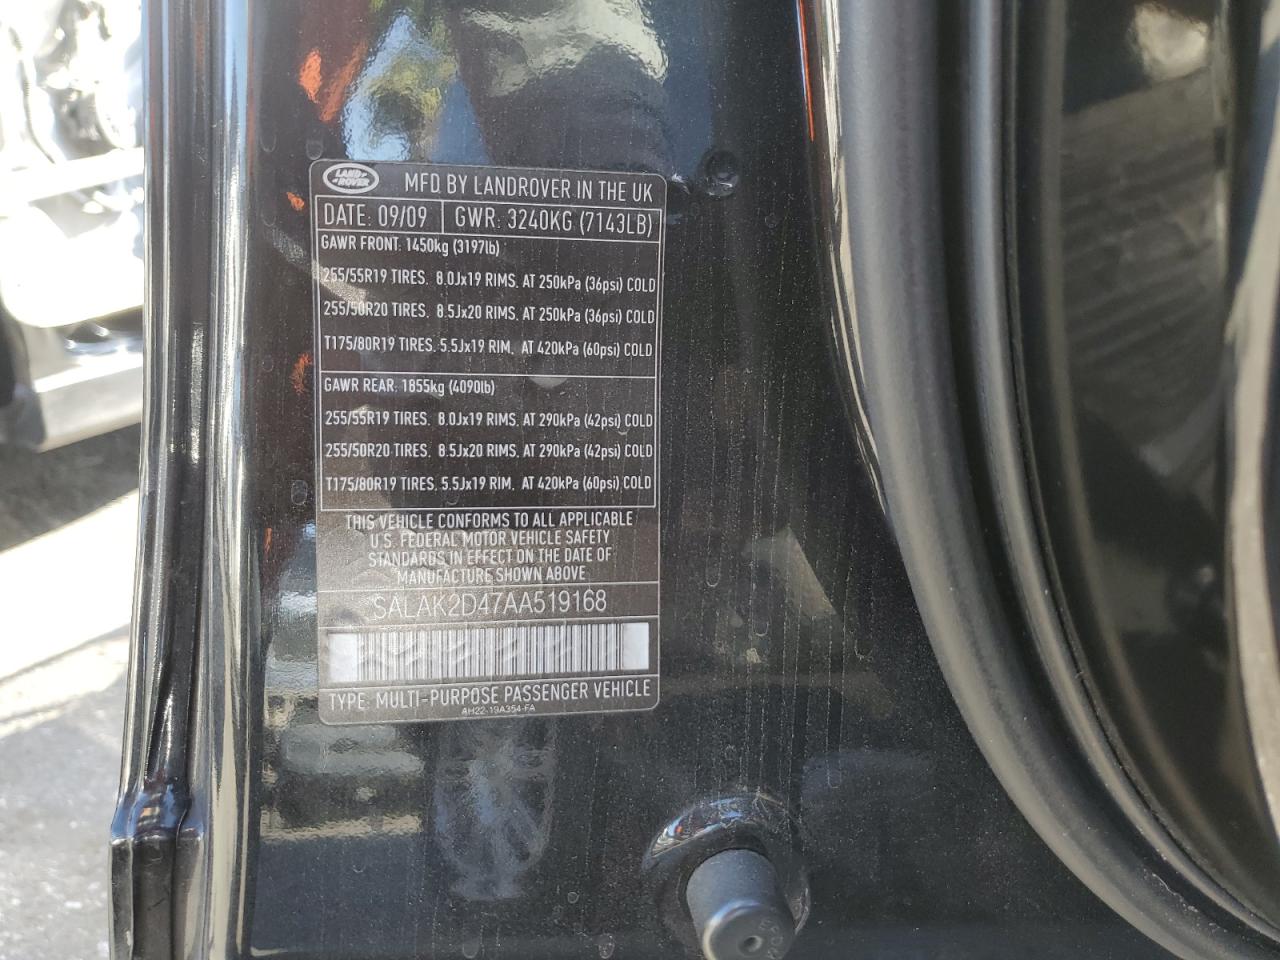 LAND ROVER MFD BY LANDROVER IN THE UK
DATE: 09/09 GWR: 3240KG (7143LB)
GAWR FRONT: 1450kg (3197lb)
255/55R19 TIRES. 8.0Jx19 RIMS. AT 250kPa (36psi) COLD
255/50R20 TIRES. 8.5Jx20 RIMS. AT 250kPa (36psi) COLD
T175/80R19 TIRES. 5.5Jx19 RIM. AT 420kPa (60psi) COLD
GAWR REAR: 1855kg (4090lb)
255/55R19 TIRES. 8.0Jx19 RIMS. AT 290kPa (42psi) COLD
255/50R20 TIRES. 8.5Jx20 RIMS. AT 290kPa (42psi) COLD
T175/80R19 TIRES. 5.5Jx19 RIM. AT 420kPa (60psi) COLD
THIS VEHICLE CONFORMS TO ALL APPLICABLE
U.S. FEDERAL MOTOR VEHICLE SAFETY
STANDARDS IN EFFECT ON THE DATE OF
MANUFACTURE SHOWN ABOVE
SALAK2D47AA519168
TYPE: MULTI-PURPOSE PASSENGER VEHICLE
AH22-19A354-FA